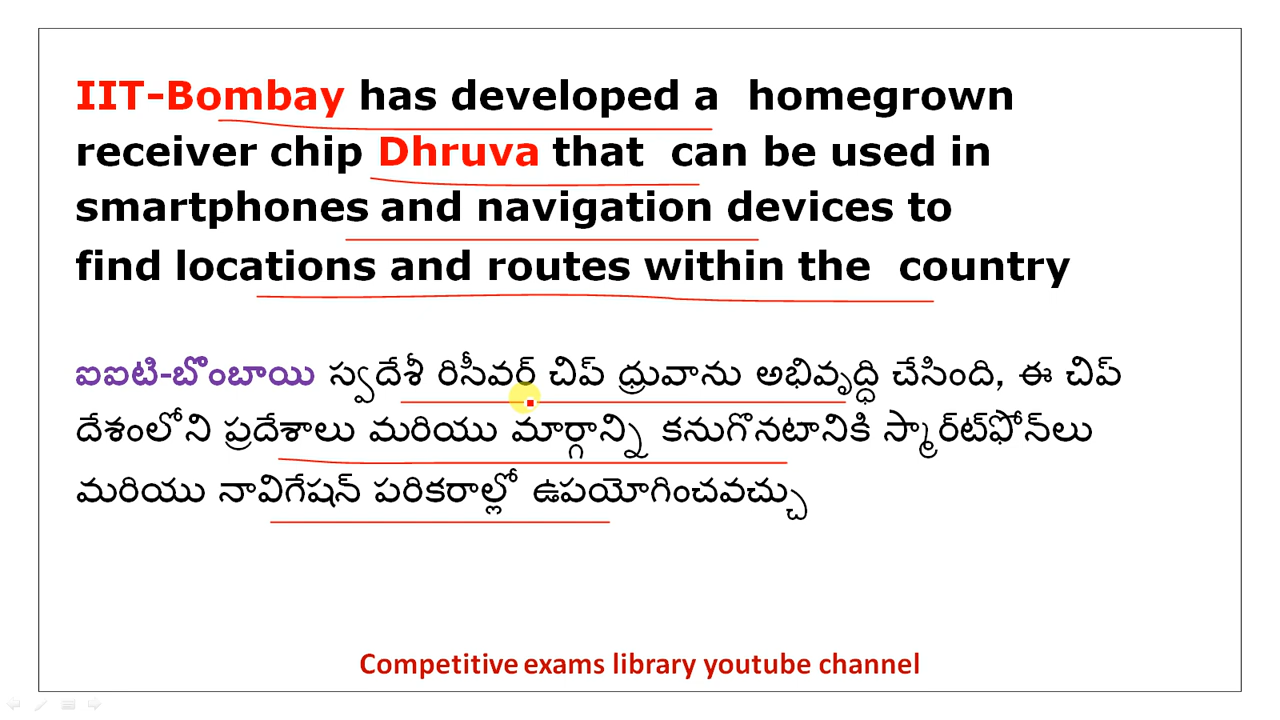 IIT-Bombay has developed a homegrown
receiver chip Dhruva that can be used in
smartphones and navigation devices to
find locations and routes within the country
ఐఐటి-బొంబాయి స్వదేశీ రిసీవర్ చిప్ ధ్రువాను అభివృద్ధి చేసింది, ఈ చిప్
దేశంలోని ప్రదేశాలు మరియు మార్గాన్ని కనుగొనటానికి స్మార్ట్‌ఫోన్‌లు
మరియు నావిగేషన్ పరికరాల్లో ఉపయోగించవచ్చు
Competitive exams library youtube channel